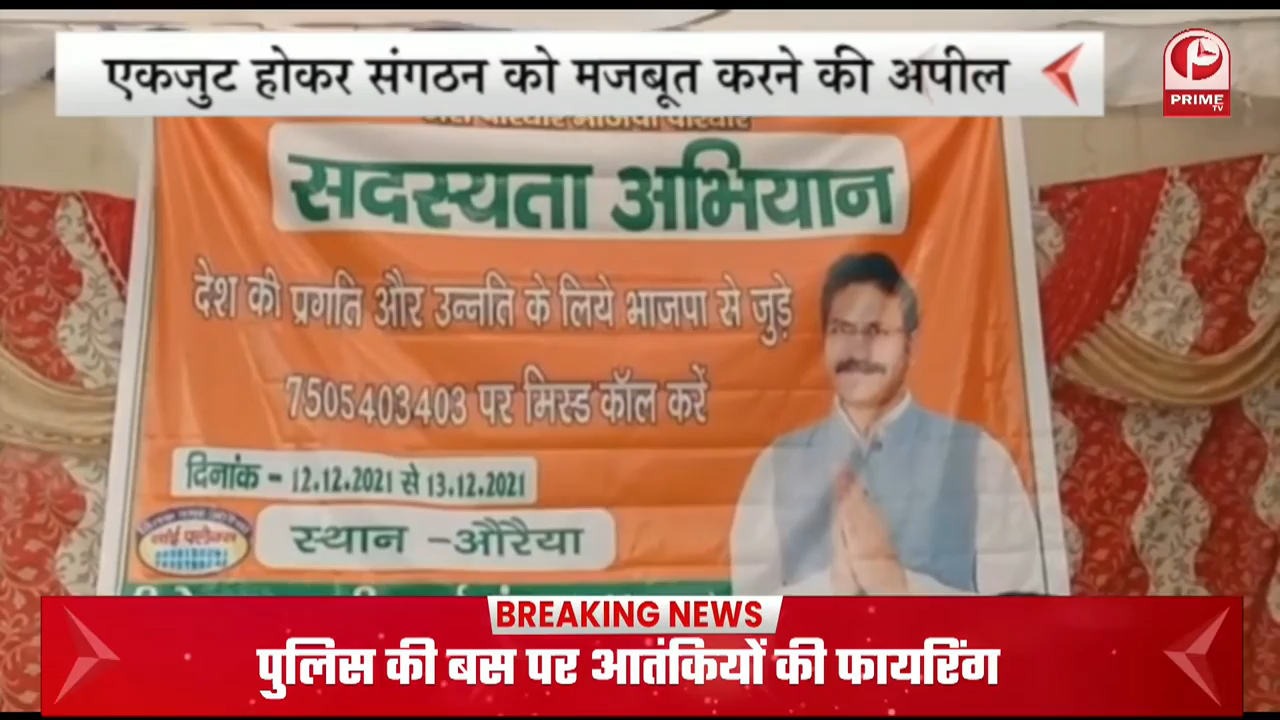 एकजुट होकर संगठन को मजबूत करने की अपील
PRIME
TV
सदस्यता अभियान
देश की प्रगति और उन्नति के लिये भाजपा से जुड़े
7505403403 पर मिस्ड कॉल करें
दिनांक - 12.12.2021 से 13.12.2021
स्थान -औरैया
BREAKING NEWS
पुलिस की बस पर आतंकियों की फायरिंग